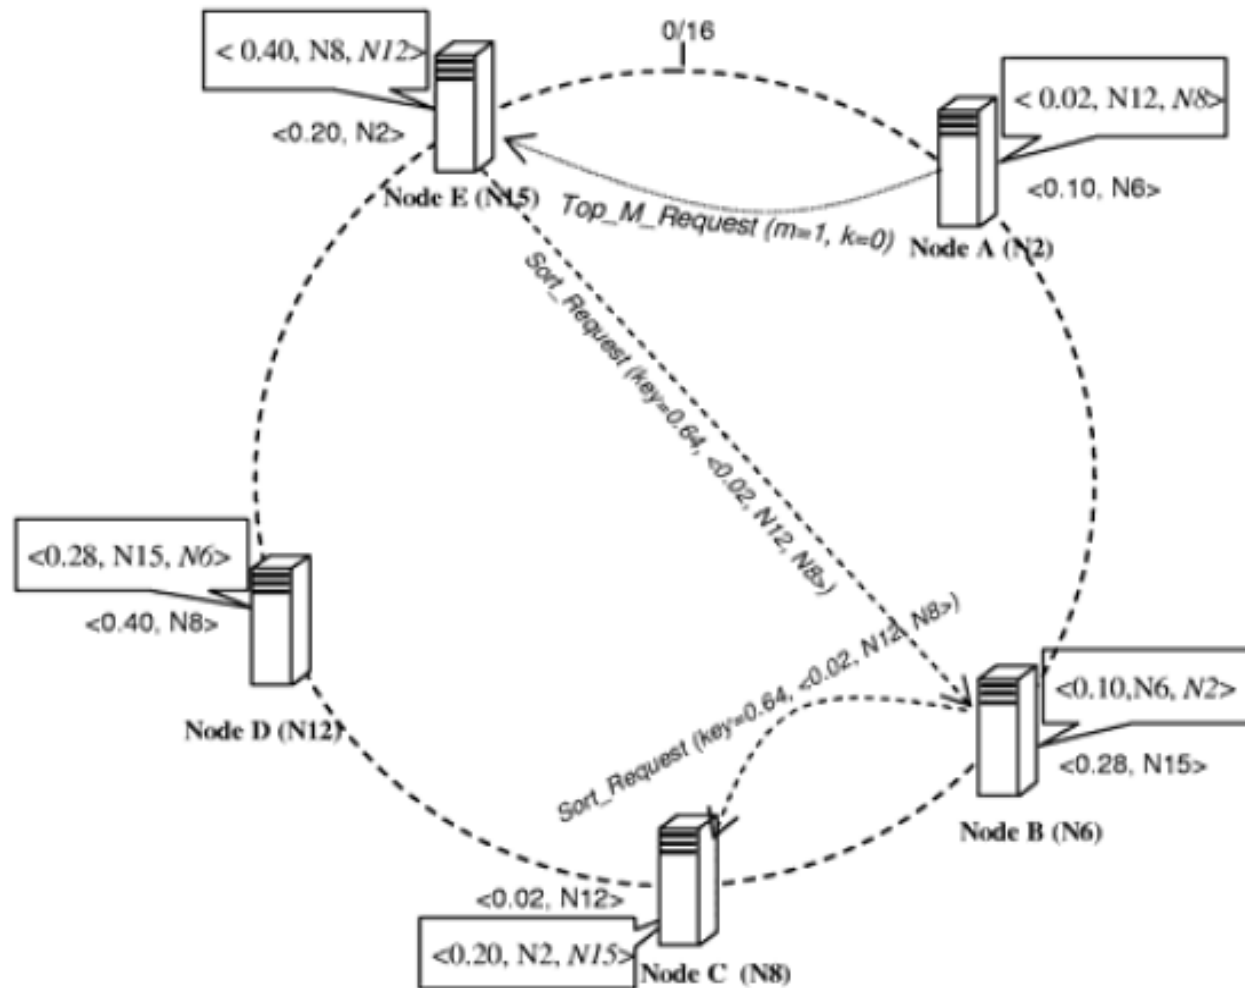 0/16
< 0.40, N8, N12>
< 0.02, N12, N8>
<0.20, N2>
<0.10, N6>
Node E (N15)
Top_M_Request (m=1, k=0)
Node A (N2)
Sort_Request (key=0.64, <0.02, N12, N8>)
<0.28, N15, N6>
<0.40, N8>
Node D (N12)
Sort_Request (key=0.64, <0.02, N12, N8>)
<0.10,N6, N2>
<0.28, N15>
Node B (N6)
<0.02, N12>
<0.20, N2, N15>
Node C (N8)